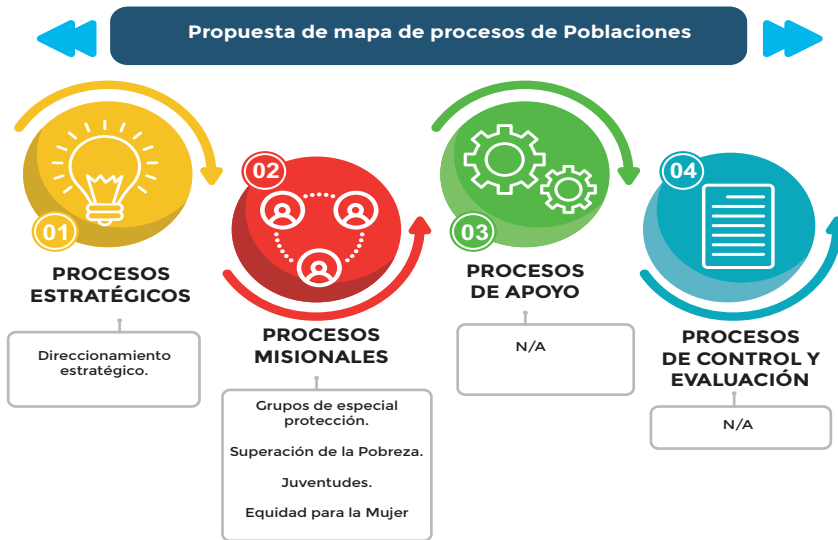 Propuesta de mapa de procesos de Poblaciones
01
PROCESOS
ESTRATÉGICOS
Direccionamiento
estratégico.
02
PROCESOS
MISIONALES
Grupos de especial
protección.
Superación de la Pobreza.
Juventudes.
Equidad para la Mujer
03
PROCESOS
DE APOYO
N/A
04
PROCESOS
DE CONTROL Y
EVALUACIÓN
N/A